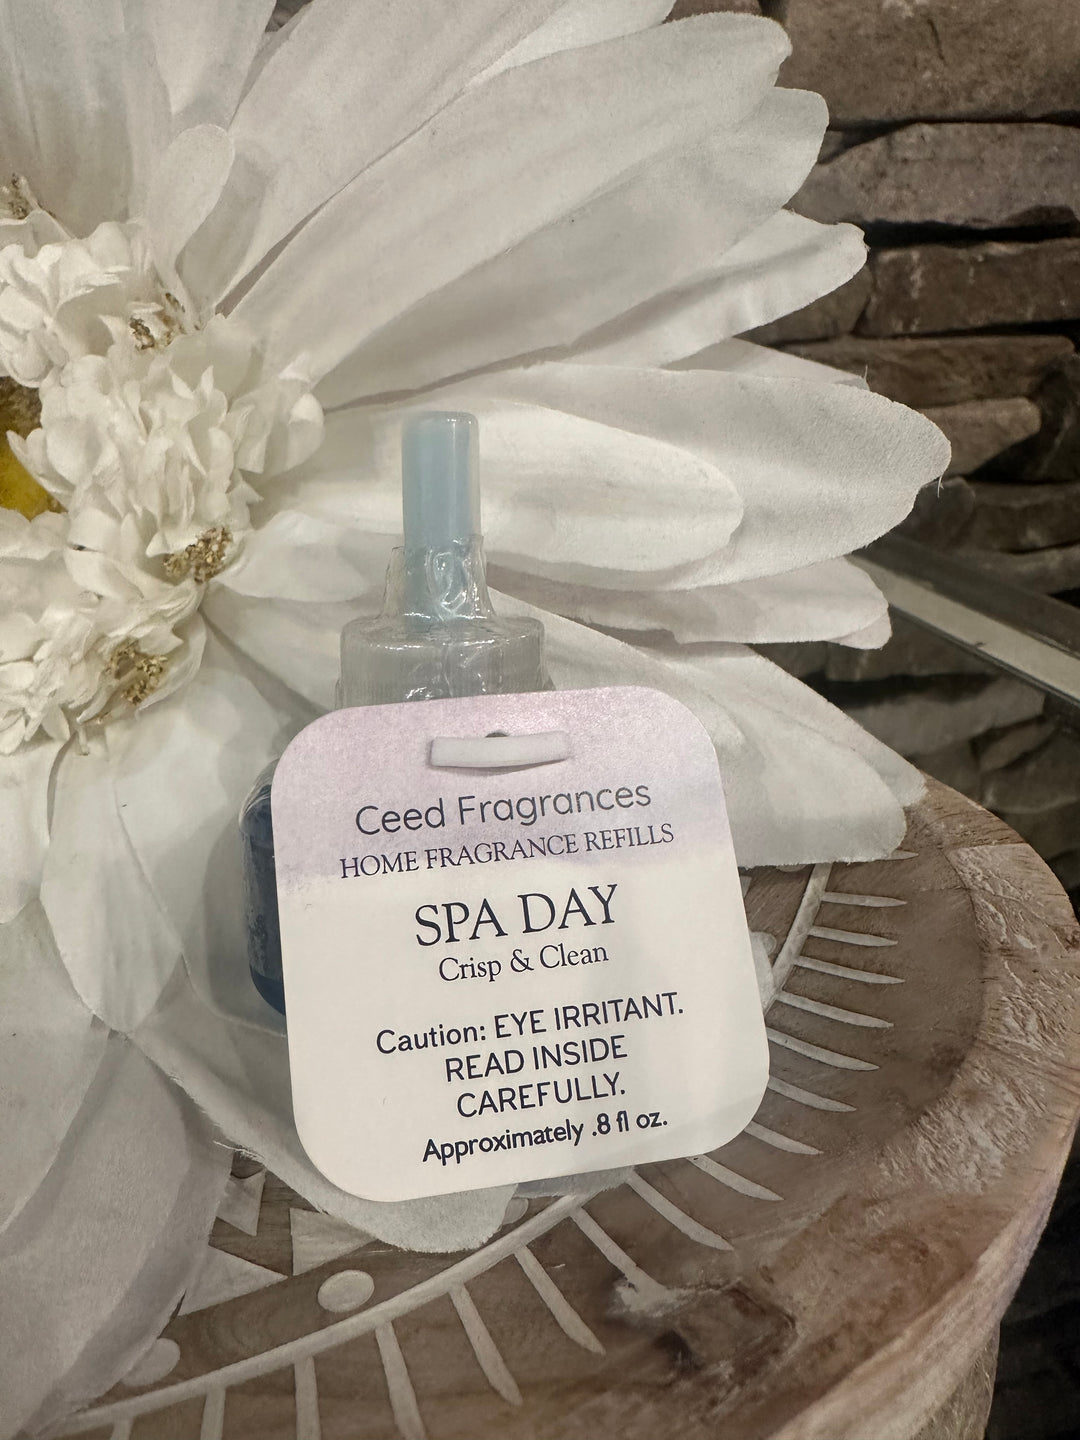 Ceed Fragrances
HOME FRAGRANCE REFILLS
SPA DAY
Crisp & Clean
Caution: EYE IRRITANT.
READ INSIDE
CAREFULLY.
Approximately .8 fl oz.